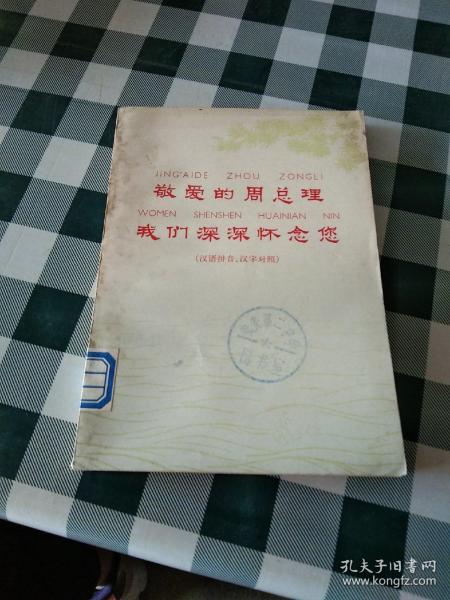 JING'AIDE ZHOU ZONGLI
敬爱的周总理
WOMEN SHENSHEN HUAINIAN NIN
我们深深怀念您
(汉语拼音、汉字对照)
孔夫子旧书网
www.kongfz.com